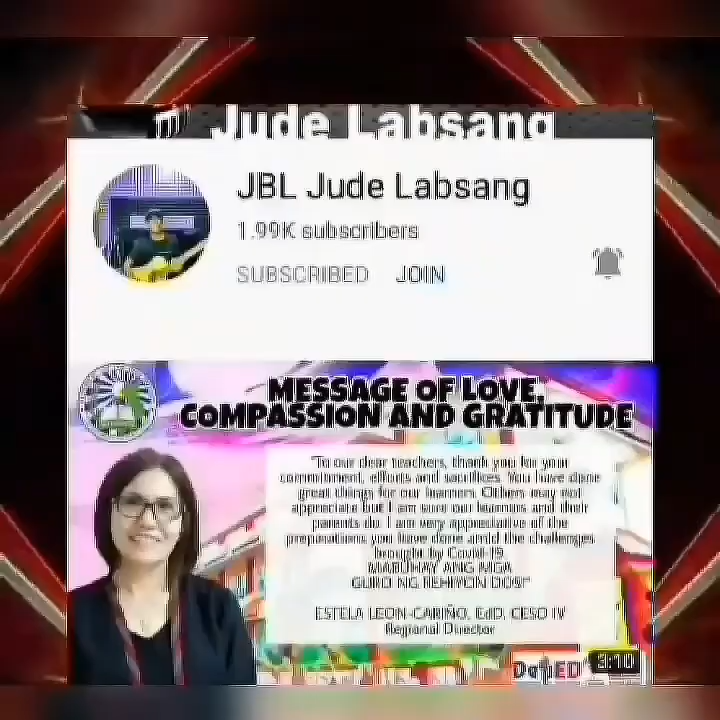 Jude Labsang
JBL Jude Labsang
1.99K subscribers
SUBSCRIBED JOIN
MESSAGE OF LOVE,
COMPASSION AND GRATITUDE
"To our dear teachers, thank you for your
commitment, efforts and sacrifices. You have done
great things for our learners. Others may not
appreciate but I am sure our learners and their
parents do. I am very appreciative of the
preparations you have done amid the challenges
brought by Covid-19.
MABUHAY ANG MGA
GURO NG REHIYON DOS!"
ESTELA LEON-CARIÑO, EdD, CESO IV
Regional Director
DepED
3:10